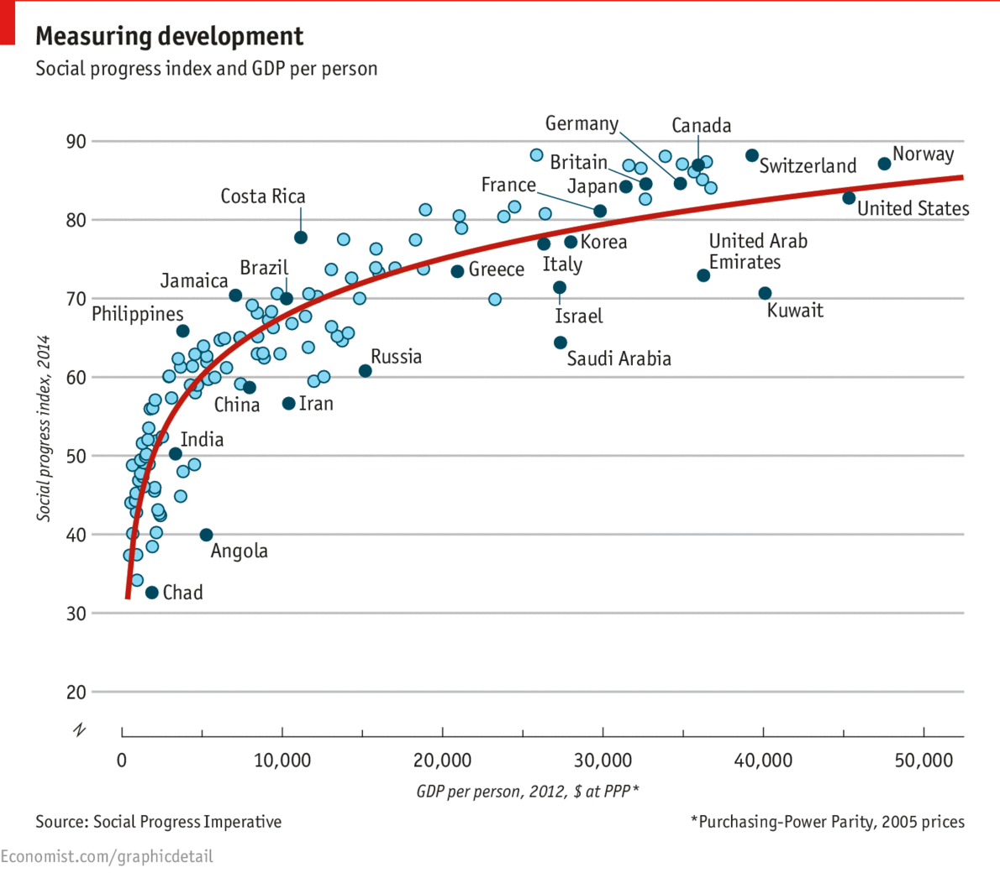 Measuring development
Social progress index and GDP per person
Germany
Canada
90
Norway
Britain
Switzerland
France
Japan
Costa Rica
United States
80
United Arab
Emirates
Korea
Italy
Brazil
Greece
Jamaica
70
Kuwait
Philippines
Israel
Russia
Saudi Arabia
60
China
Iran
India
50
Social progress index, 2014
40
Angola
Chad
30
20
0 10,000 20,000 30,000 40,000 50,000
GDP per person, 2012, $ at PPP*
Source: Social Progress Imperative
*Purchasing-Power Parity, 2005 prices
Economist.com/graphicdetail